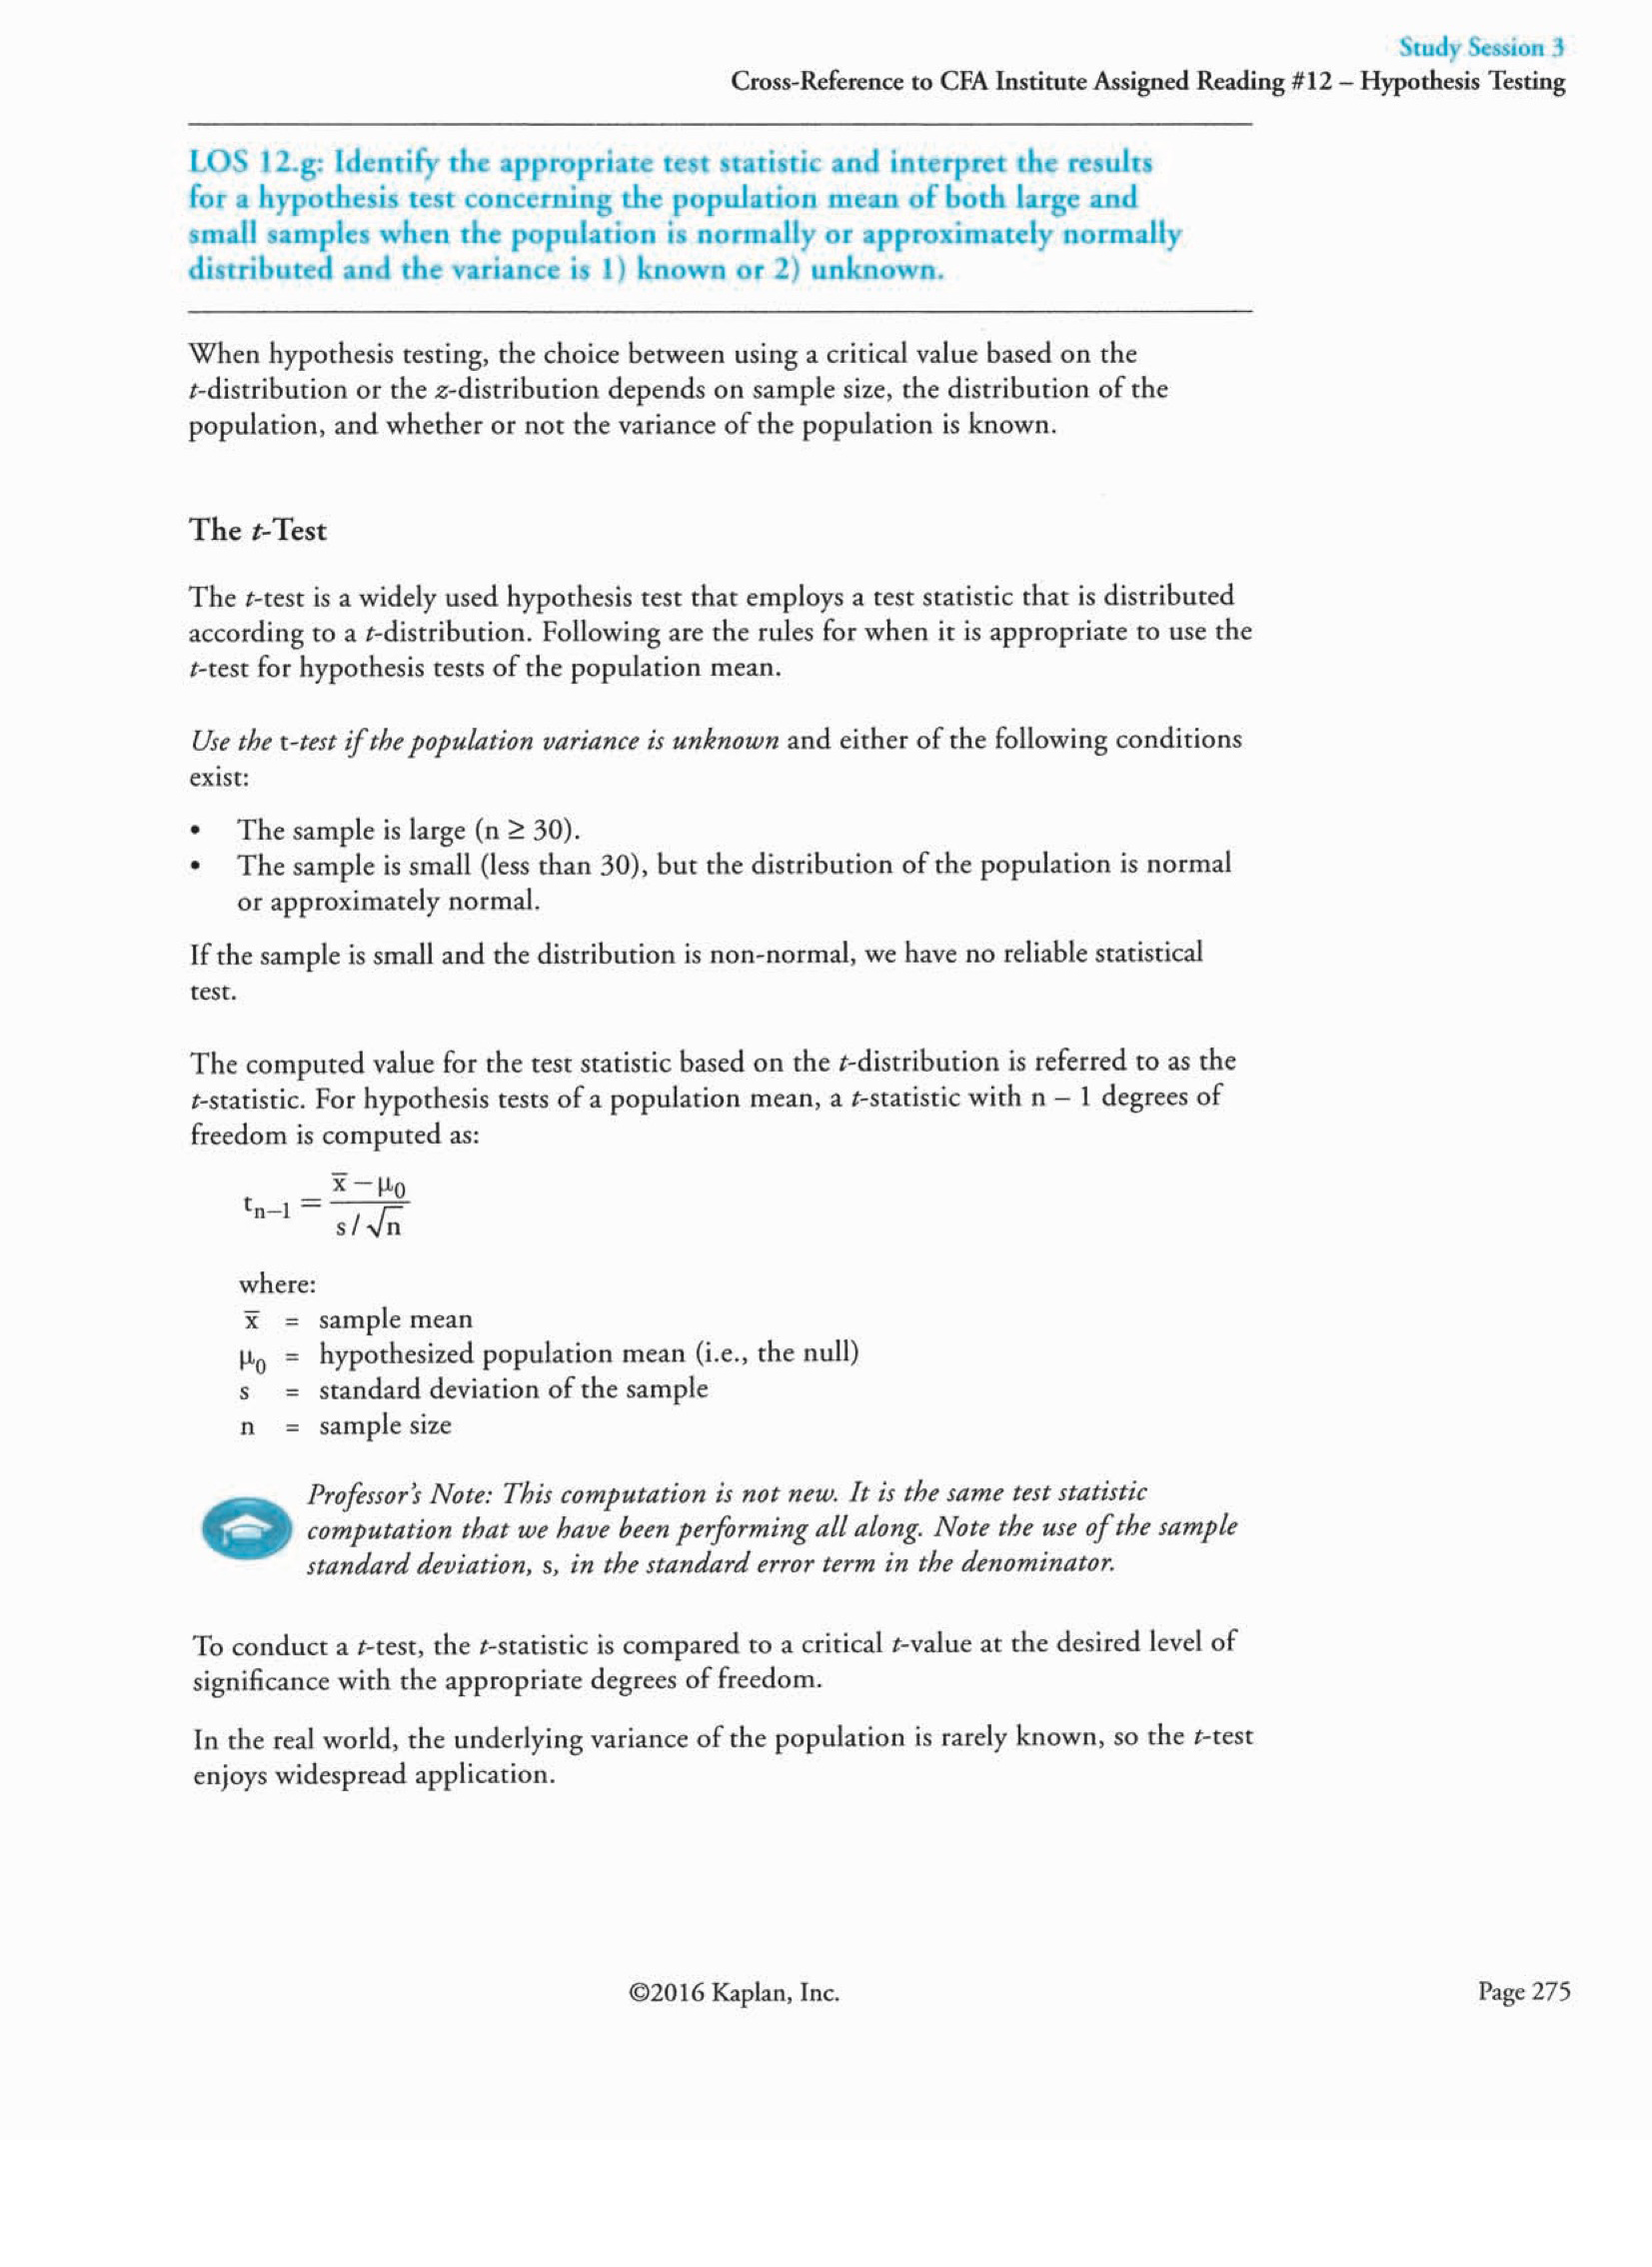 Study Session 3
Cross-Reference to CFA Institute Assigned Reading #12 – Hypothesis Testing
LOS 12.g: Identify the appropriate test statistic and interpret the results
for a hypothesis test concerning the population mean of both large and
small samples when the population is normally or approximately normally
distributed and the variance is 1) known or 2) unknown.
When hypothesis testing, the choice between using a critical value based on the
t-distribution or the z-distribution depends on sample size, the distribution of the
population, and whether or not the variance of the population is known.
The t-Test
The t-test is a widely used hypothesis test that employs a test statistic that is distributed
according to a t-distribution. Following are the rules for when it is appropriate to use the
t-test for hypothesis tests of the population mean.
Use the t-test if the population variance is unknown and either of the following conditions
exist:
• The sample is large (n ≥ 30).
• The sample is small (less than 30), but the distribution of the population is normal
or approximately normal.
If the sample is small and the distribution is non-normal, we have no reliable statistical
test.
The computed value for the test statistic based on the t-distribution is referred to as the
t-statistic. For hypothesis tests of a population mean, a t-statistic with n – 1 degrees of
freedom is computed as:
tₙ₋₁ = (x̄ − μ₀) / (s / √n)
where:
x̄ = sample mean
μ₀ = hypothesized population mean (i.e., the null)
s = standard deviation of the sample
n = sample size
Professor's Note: This computation is not new. It is the same test statistic
computation that we have been performing all along. Note the use of the sample
standard deviation, s, in the standard error term in the denominator.
To conduct a t-test, the t-statistic is compared to a critical t-value at the desired level of
significance with the appropriate degrees of freedom.
In the real world, the underlying variance of the population is rarely known, so the t-test
enjoys widespread application.
©2016 Kaplan, Inc.
Page 275